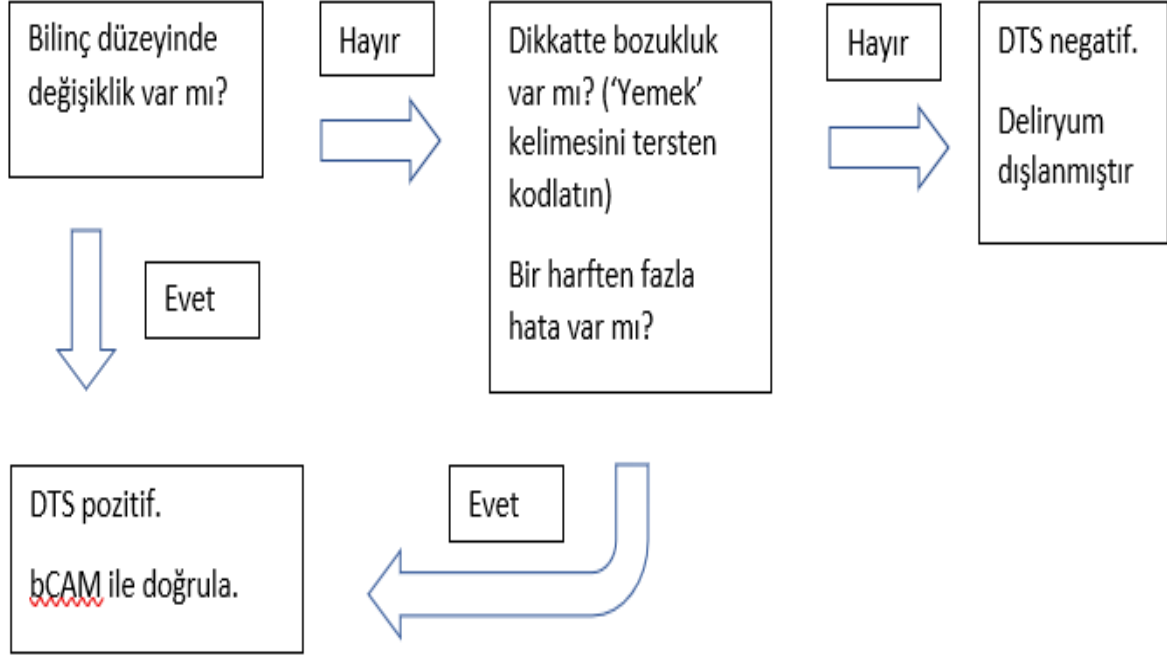 Bilinç düzeyinde
değişiklik var mı?
Hayır
Dikkatte bozukluk
var mı? (‘Yemek’
kelimesini tersten
kodlatın)
Bir harften fazla
hata var mı?
Hayır
DTS negatif.
Deliryum
dışlanmıştır
Evet
DTS pozitif.
bCAM ile doğrula.
Evet